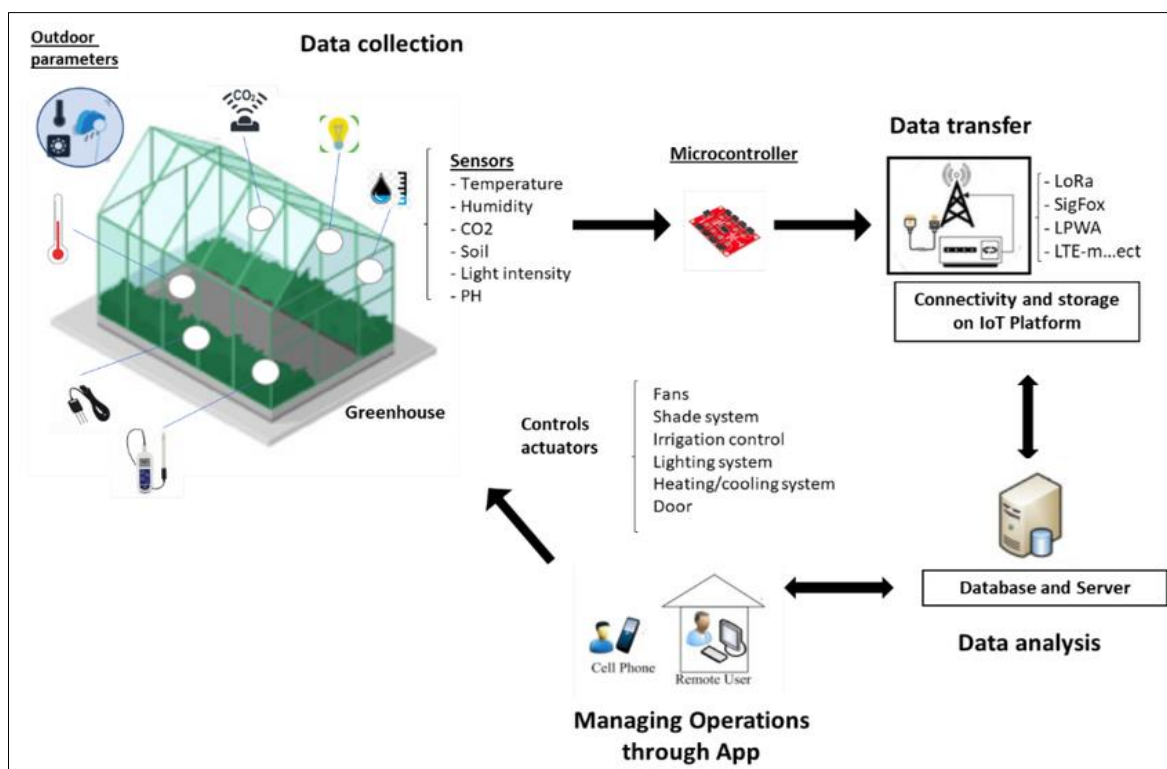 Outdoor
parameters
Data collection
CO2
Sensors
- Temperature
- Humidity
- CO2
- Soil
- Light intensity
- PH
Greenhouse
Microcontroller
Data transfer
- LoRa
- SigFox
- LPWA
- LTE-m...ect
Connectivity and storage
on IoT Platform
Controls
actuators
Fans
Shade system
Irrigation control
Lighting system
Heating/cooling system
Door
Database and Server
Data analysis
Cell Phone
Remote User
Managing Operations
through App